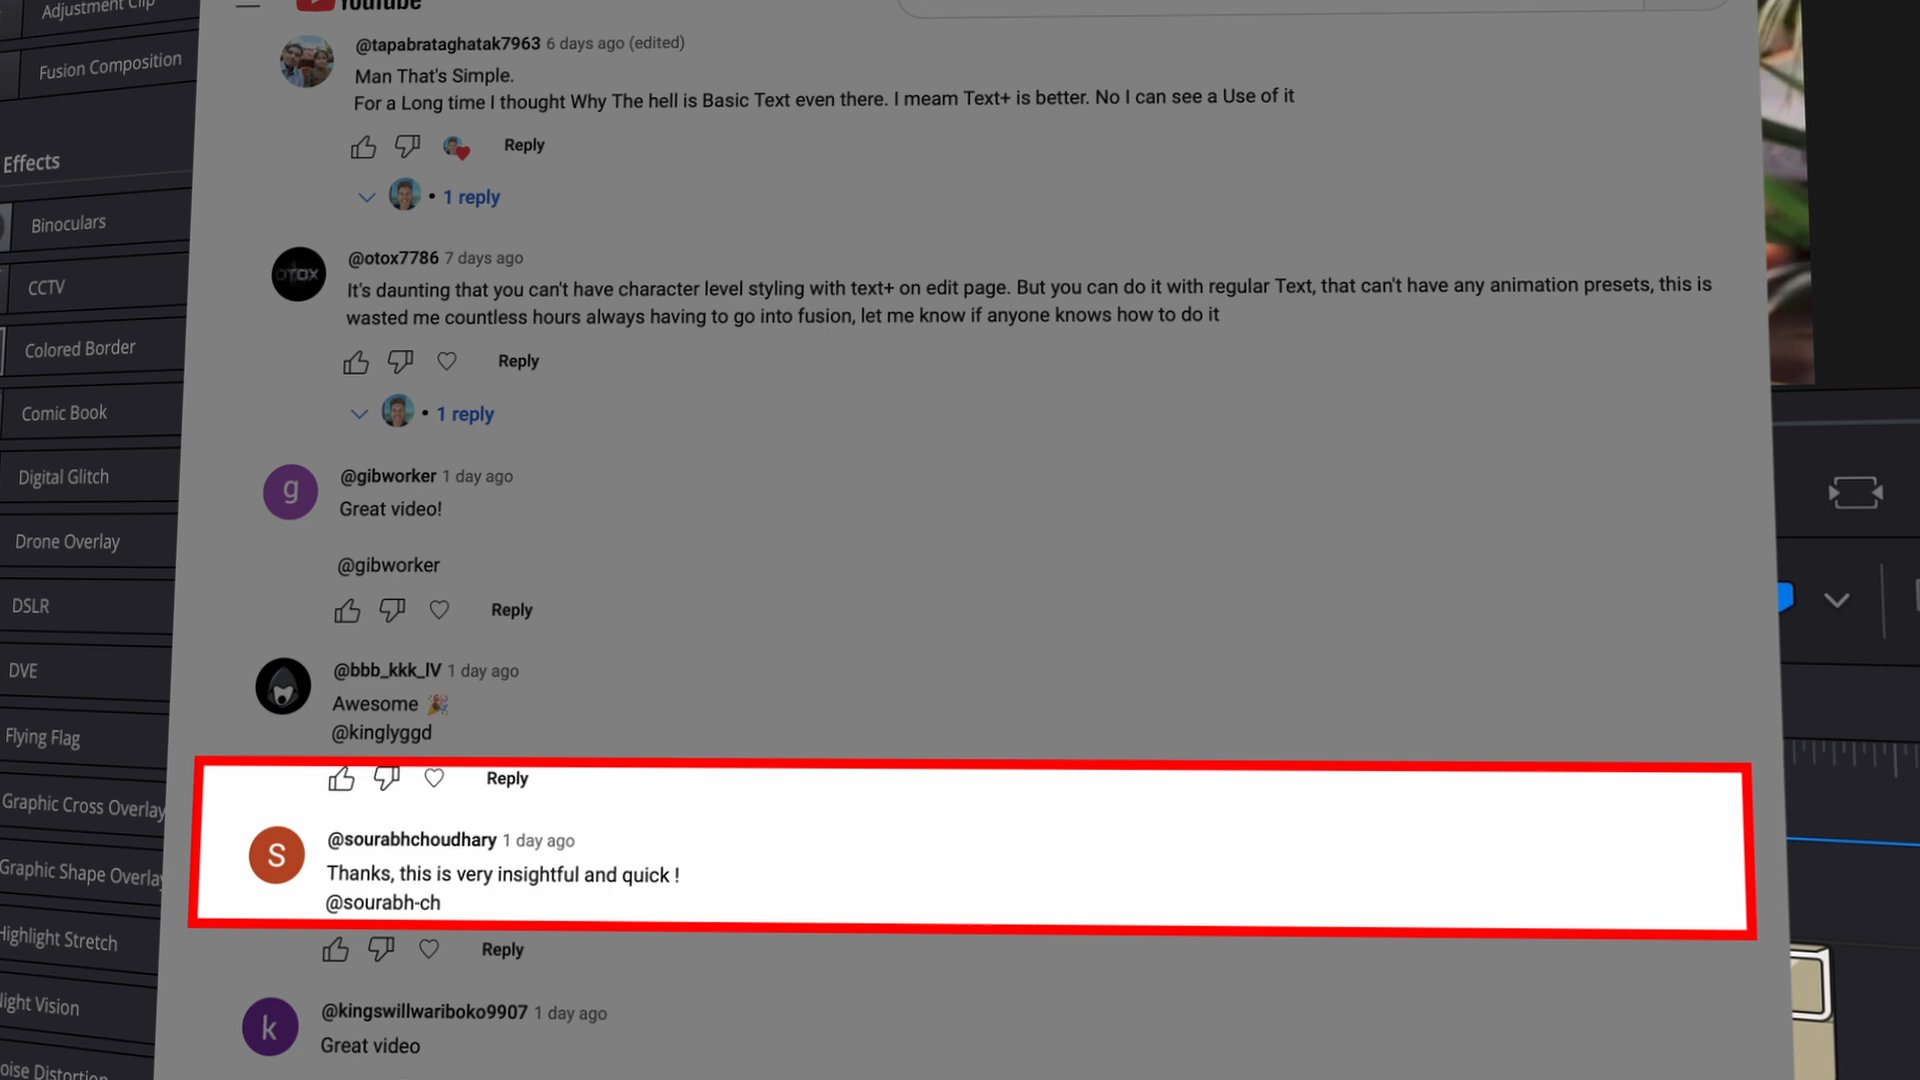 Adjustment Clip
Fusion Composition
Effects
Binoculars
CCTV
Colored Border
Comic Book
Digital Glitch
Drone Overlay
DSLR
DVE
Flying Flag
Graphic Cross Overlay
Graphic Shape Overlay
Highlight Stretch
Night Vision
Noise Distortion
YouTube
@tapabrataghatak7963 6 days ago (edited)
Man That's Simple.
For a Long time I thought Why The hell is Basic Text even there. I meam Text+ is better. No I can see a Use of it
Reply
• 1 reply
OTOX
@otox7786 7 days ago
It's daunting that you can't have character level styling with text+ on edit page. But you can do it with regular Text, that can't have any animation presets, this is
wasted me countless hours always having to go into fusion, let me know if anyone knows how to do it
Reply
• 1 reply
g
@gibworker 1 day ago
Great video!
@gibworker
Reply
@bbb_kkk_lV 1 day ago
Awesome 🎉
@kinglyggd
Reply
S
@sourabhchoudhary 1 day ago
Thanks, this is very insightful and quick !
@sourabh-ch
Reply
k
@kingswillwariboko9907 1 day ago
Great video